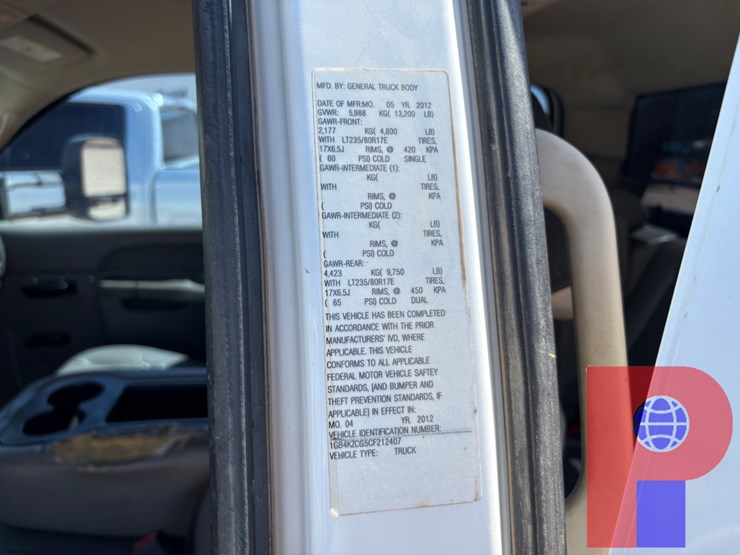 MFD. BY: GENERAL TRUCK BODY
DATE OF MFR:MO. 05 YR. 2012
GVWR: 5,988 KG( 13,200 LB)
GAWR-FRONT:
2,177 KG( 4,800 LB)
WITH LT235/80R17E TIRES,
17X6.5J RIMS, @ 420 KPA
( 60 PSI) COLD SINGLE
GAWR-INTERMEDIATE (1):
KG( LB)
WITH TIRES,
RIMS, @ KPA
( PSI) COLD
GAWR-INTERMEDIATE (2):
KG( LB)
WITH TIRES,
RIMS, @ KPA
( PSI) COLD
GAWR-REAR:
4,423 KG( 9,750 LB)
WITH LT235/80R17E TIRES,
17X6.5J RIMS, @ 450 KPA
( 65 PSI) COLD DUAL
THIS VEHICLE HAS BEEN COMPLETED
IN ACCORDANCE WITH THE PRIOR
MANUFACTURERS' IVD, WHERE
APPLICABLE. THIS VEHICLE
CONFORMS TO ALL APPLICABLE
FEDERAL MOTOR VEHICLE SAFTEY
STANDARDS, [AND BUMPER AND
THEFT PREVENTION STANDARDS, IF
APPLICABLE] IN EFFECT IN:
MO. 04 YR. 2012
VEHICLE IDENTIFICATION NUMBER:
1GB4KZCG5CF212407
VEHICLE TYPE: TRUCK